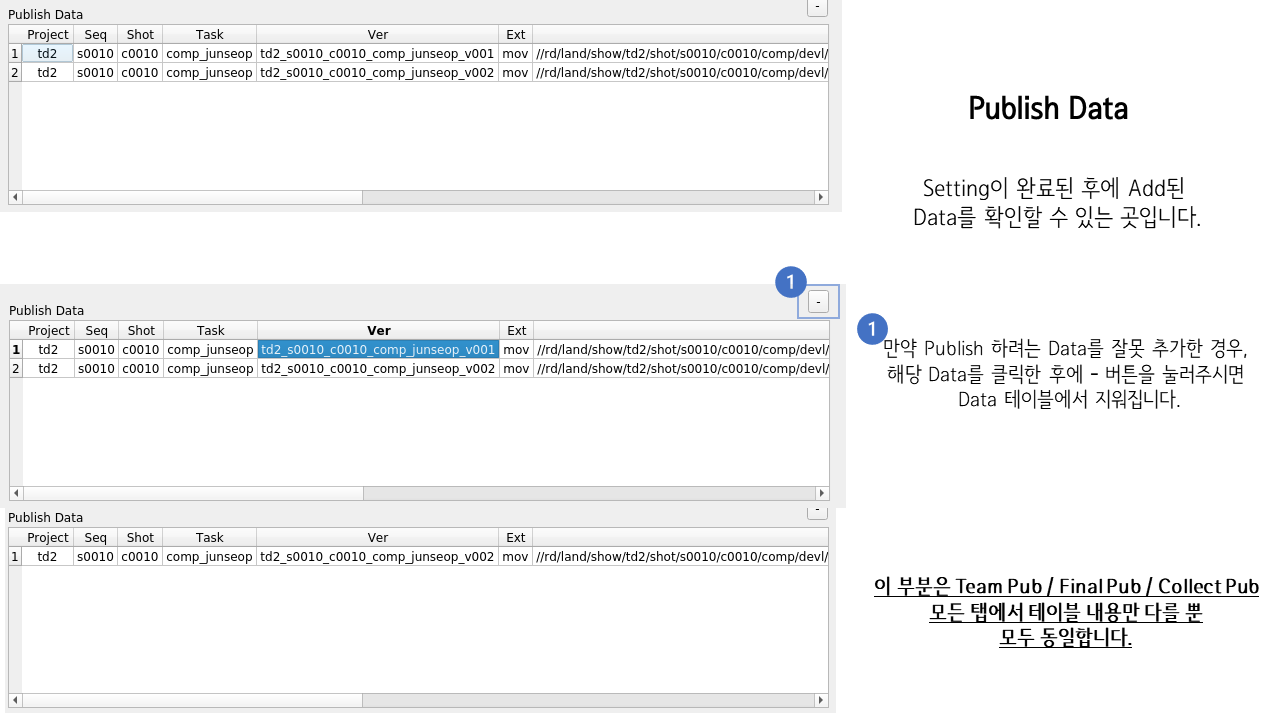 Publish Data
-
Project Seq Shot Task Ver Ext
1 td2 s0010 c0010 comp_junseop td2_s0010_c0010_comp_junseop_v001 mov //rd/land/show/td2/shot/s0010/c0010/comp/devl/
2 td2 s0010 c0010 comp_junseop td2_s0010_c0010_comp_junseop_v002 mov //rd/land/show/td2/shot/s0010/c0010/comp/devl/
Publish Data
Setting이 완료된 후에 Add된
Data를 확인할 수 있는 곳입니다.
1
-
Publish Data
Project Seq Shot Task Ver Ext
1 td2 s0010 c0010 comp_junseop td2_s0010_c0010_comp_junseop_v001 mov //rd/land/show/td2/shot/s0010/c0010/comp/devl/
2 td2 s0010 c0010 comp_junseop td2_s0010_c0010_comp_junseop_v002 mov //rd/land/show/td2/shot/s0010/c0010/comp/devl/
1
만약 Publish 하려는 Data를 잘못 추가한 경우,
해당 Data를 클릭한 후에 - 버튼을 눌러주시면
Data 테이블에서 지워집니다.
Publish Data
-
Project Seq Shot Task Ver Ext
1 td2 s0010 c0010 comp_junseop td2_s0010_c0010_comp_junseop_v002 mov //rd/land/show/td2/shot/s0010/c0010/comp/devl/
이 부분은 Team Pub / Final Pub / Collect Pub
모든 탭에서 테이블 내용만 다를 뿐
모두 동일합니다.